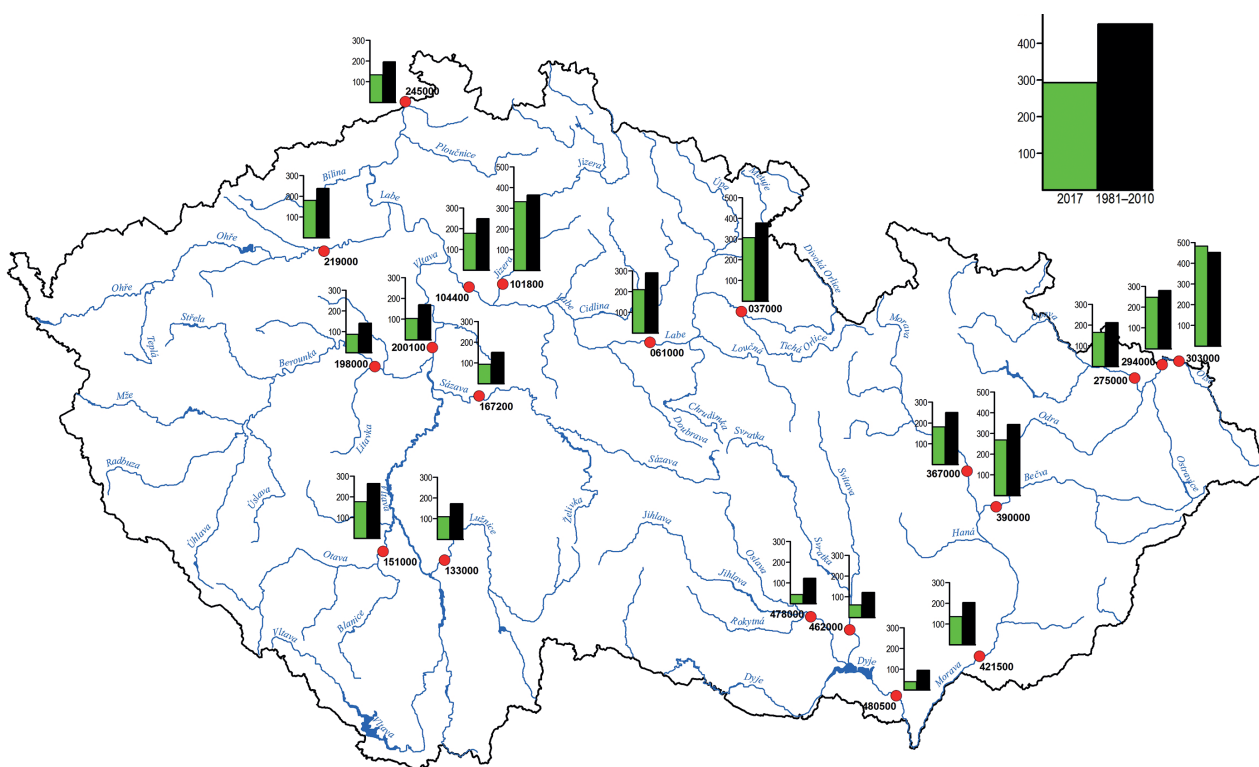 300
200
100
245000
400
300
200
100
2017 1981–2010
Ploučnice
Jizera
Bílina
Labe
Úpa
Metuje
300
200
100
219000
Ohře
Ohře
Teplá
Střela
500
400
300
200
100
101800
Jizera
300
200
100
104400
Vltava
Labe
Cidlina
300
200
100
061000
Labe
500
400
300
200
100
037000
Divoká Orlice
Tichá Orlice
Loučná
Morava
300
200
100
198000
Berounka
300
200
100
200100
300
200
100
167200
Sázava
Litavka
Mže
Radbuza
Úslava
Úhlava
Chrudimka
Doubrava
Svratka
Sázava
Svitava
Želivka
Opava
300
200
100
275000
300
200
100
294000
500
400
300
200
100
303000
Odra
Ostravice
300
200
100
367000
500
400
300
200
100
390000
Bečva
Haná
300
200
100
151000
Vltava
300
200
100
133000
Lužnice
Otava
Blanice
Vltava
Vltava
Jihlava
Jihlava
Oslava
Rokytná
Svratka
300
200
100
478000
300
200
100
462000
Dyje
Dyje
300
200
100
480500
300
200
100
421500
Morava